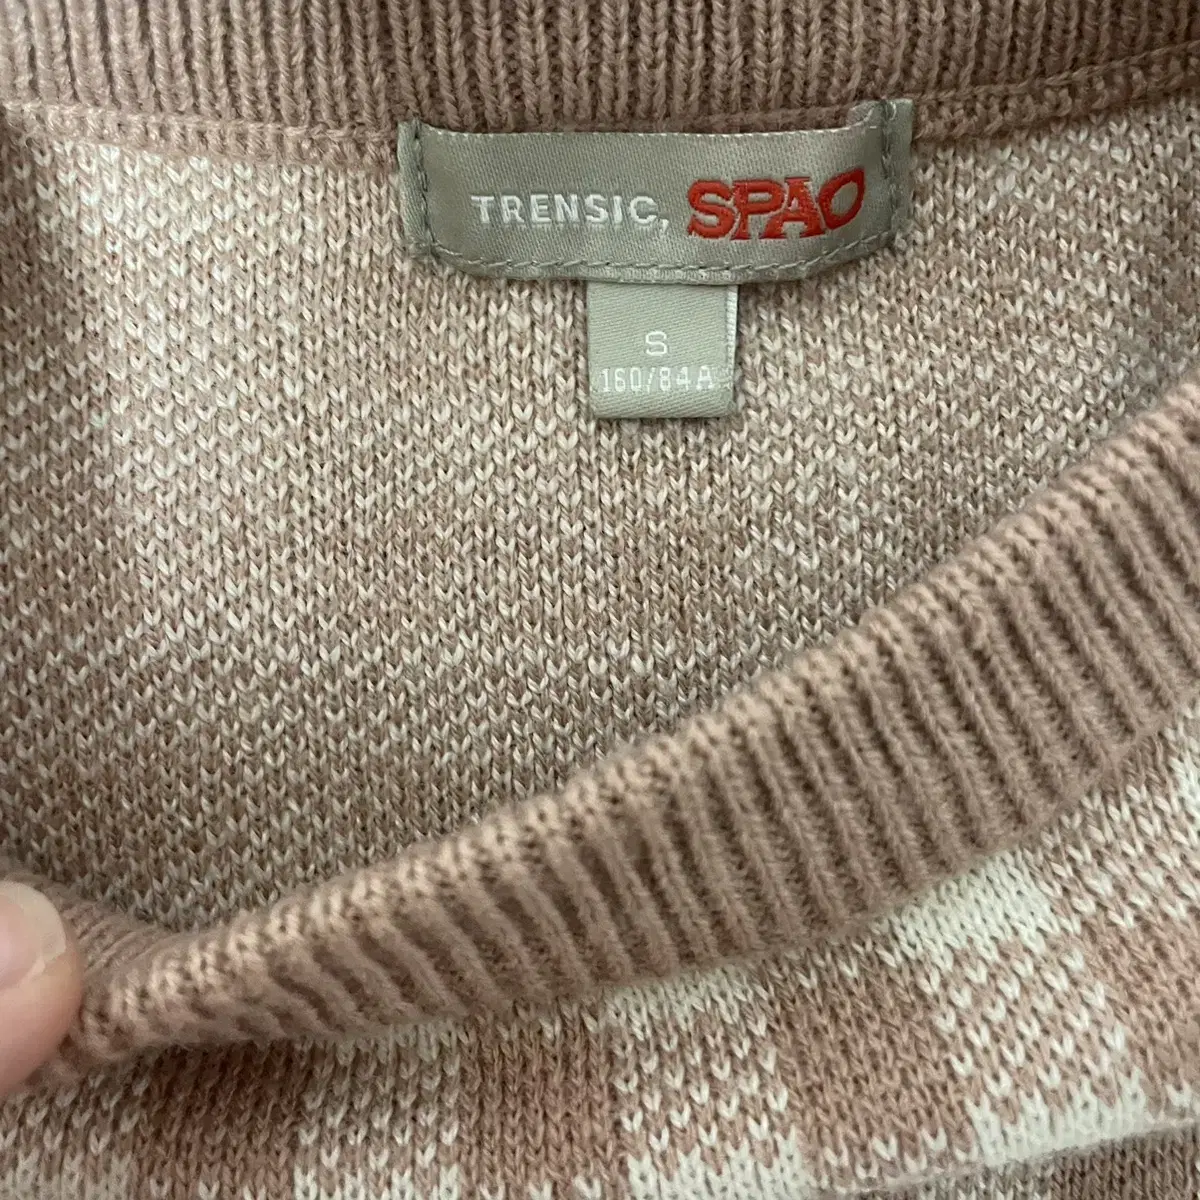 TRENSIC, SPAO
S
160/84A